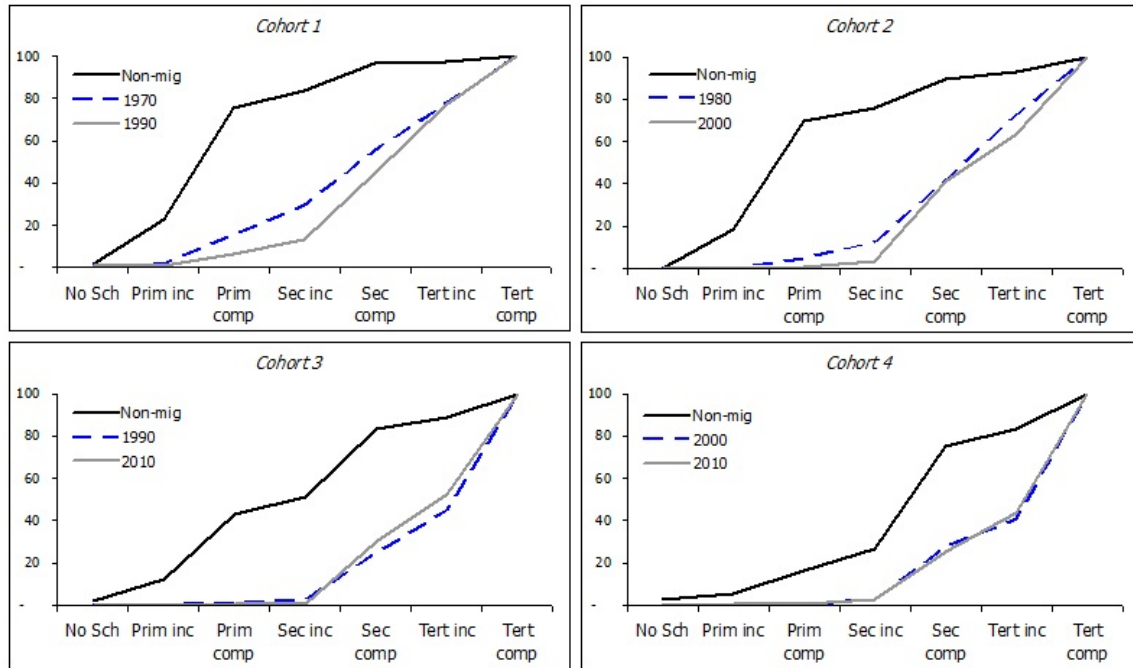 Cohort 1
100
80
60
40
20
-
Non-mig
1970
1990
No Sch Prim inc Prim comp Sec inc Sec comp Tert inc Tert comp
Cohort 2
100
80
60
40
20
-
Non-mig
1980
2000
No Sch Prim inc Prim comp Sec inc Sec comp Tert inc Tert comp
Cohort 3
100
80
60
40
20
-
Non-mig
1990
2010
No Sch Prim inc Prim comp Sec inc Sec comp Tert inc Tert comp
Cohort 4
100
80
60
40
20
-
Non-mig
2000
2010
No Sch Prim inc Prim comp Sec inc Sec comp Tert inc Tert comp